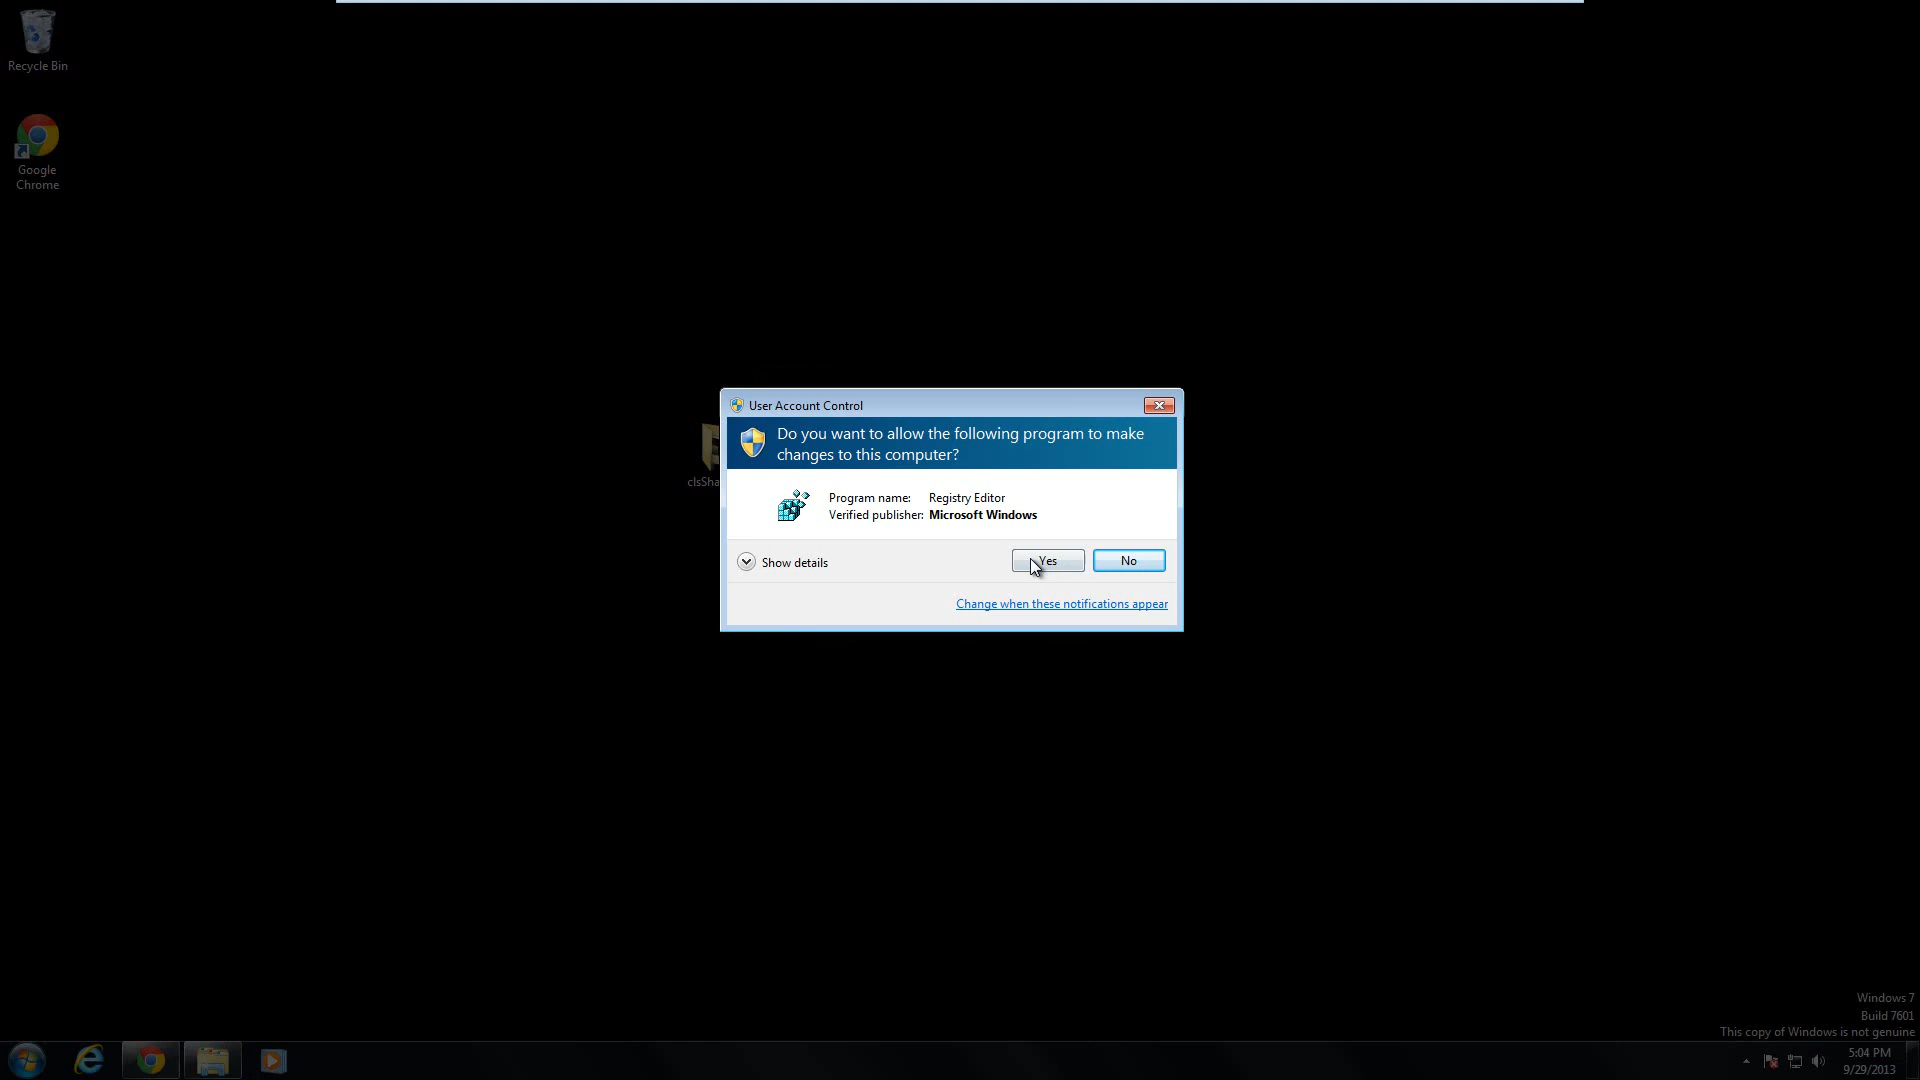 Recycle Bin
Google
Chrome
User Account Control
Do you want to allow the following program to make
changes to this computer?
Program name: Registry Editor
Verified publisher: Microsoft Windows
clsSha
Show details
Yes
No
Change when these notifications appear
Windows 7
Build 7601
This copy of Windows is not genuine
5:04 PM
9/29/2013